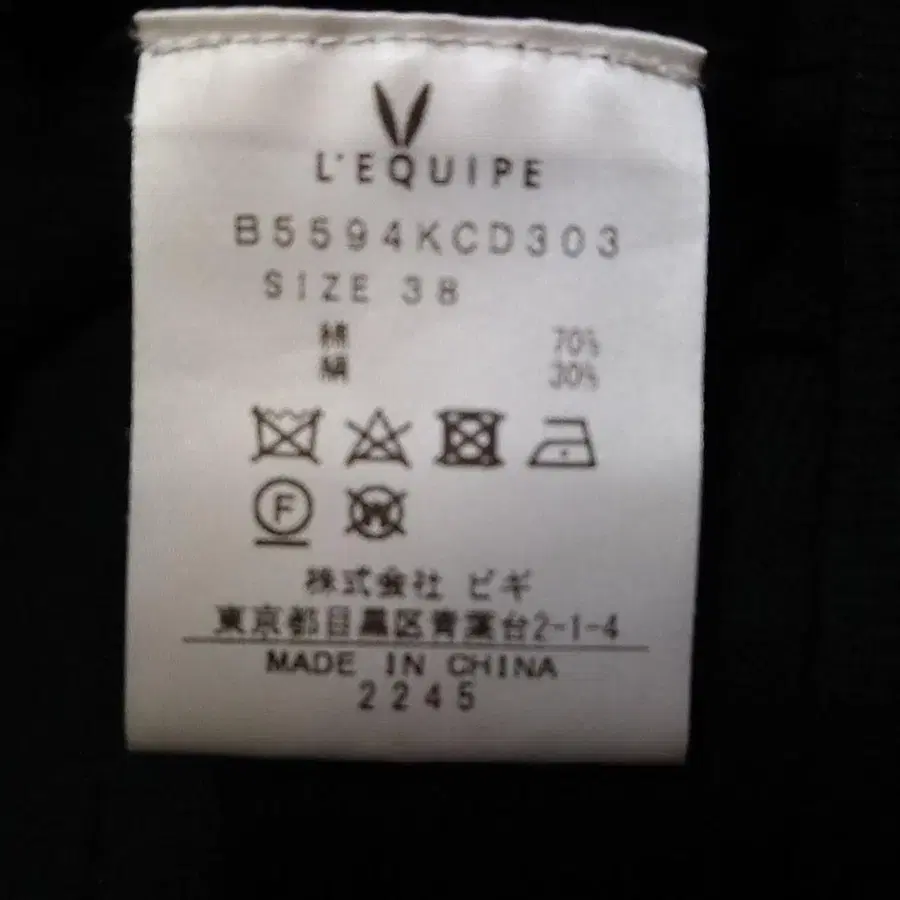 L'EQUIPE
B5594KCD303
SIZE 38
綿 70%
絹 30%
F
W
株式会社 ビギ
東京都目黒区青葉台2-1-4
MADE IN CHINA
2245